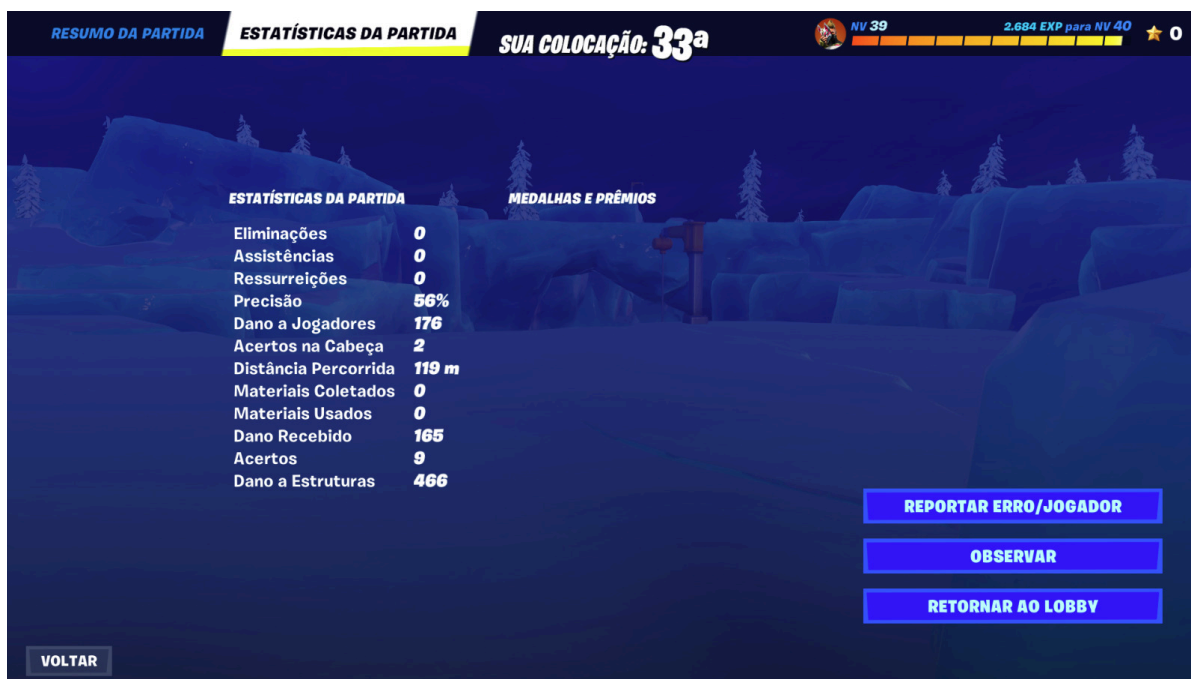 RESUMO DA PARTIDA
ESTATÍSTICAS DA PARTIDA
SUA COLOCAÇÃO: 33ª
NV 39
2.684 EXP para NV 40
0
ESTATÍSTICAS DA PARTIDA
MEDALHAS E PRÊMIOS
Eliminações 0
Assistências 0
Ressurreições 0
Precisão 56%
Dano a Jogadores 176
Acertos na Cabeça 2
Distância Percorrida 119 m
Materiais Coletados 0
Materiais Usados 0
Dano Recebido 165
Acertos 9
Dano a Estruturas 466
REPORTAR ERRO/JOGADOR
OBSERVAR
RETORNAR AO LOBBY
VOLTAR